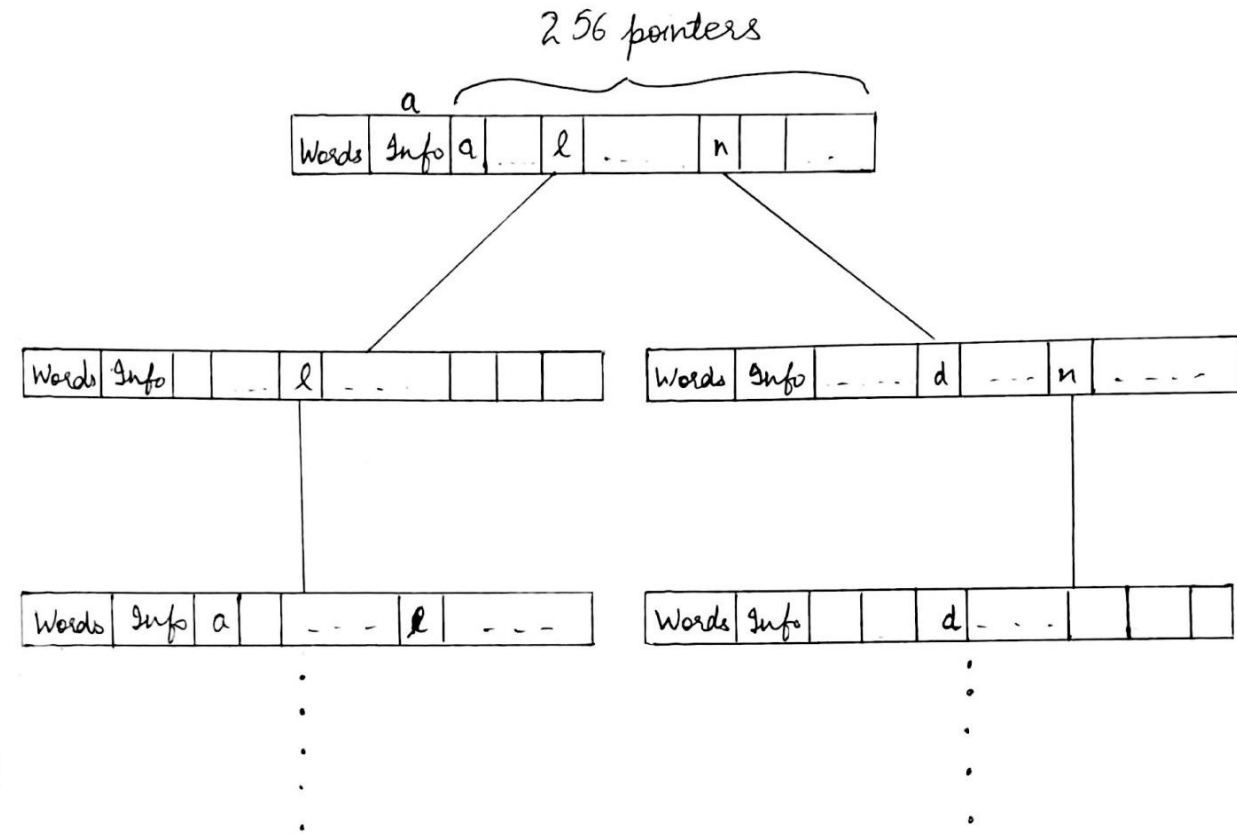 256 pointers
a
Words Info a .... l .... n .
Words Info ... l ---
Words Info ----- d --- n ----
Words Info a --- l ---
Words Info d ---